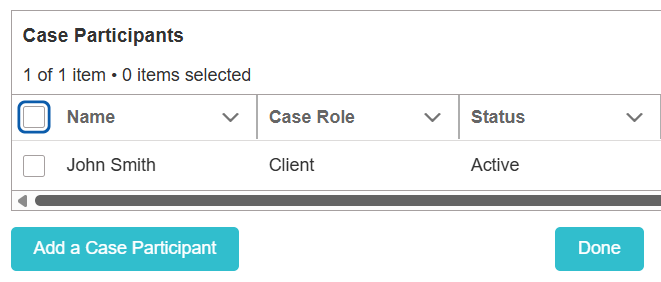 Case Participants
1 of 1 item • 0 items selected
Name Case Role Status
John Smith Client Active
Add a Case Participant Done